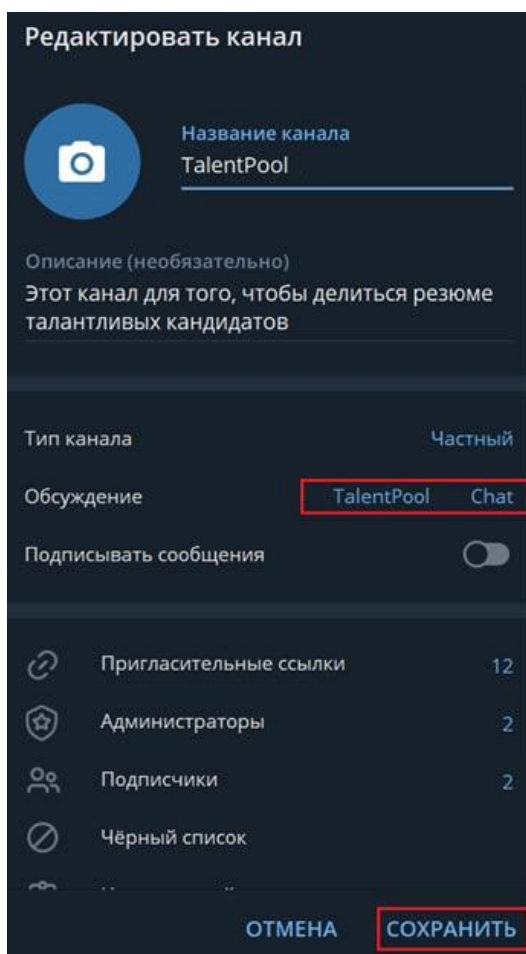 Редактировать канал
Название канала
TalentPool
Описание (необязательно)
Этот канал для того, чтобы делиться резюме
талантливых кандидатов
Тип канала Частный
Обсуждение TalentPool Chat
Подписывать сообщения
Пригласительные ссылки 12
Администраторы 2
Подписчики 2
Чёрный список
ОТМЕНА СОХРАНИТЬ